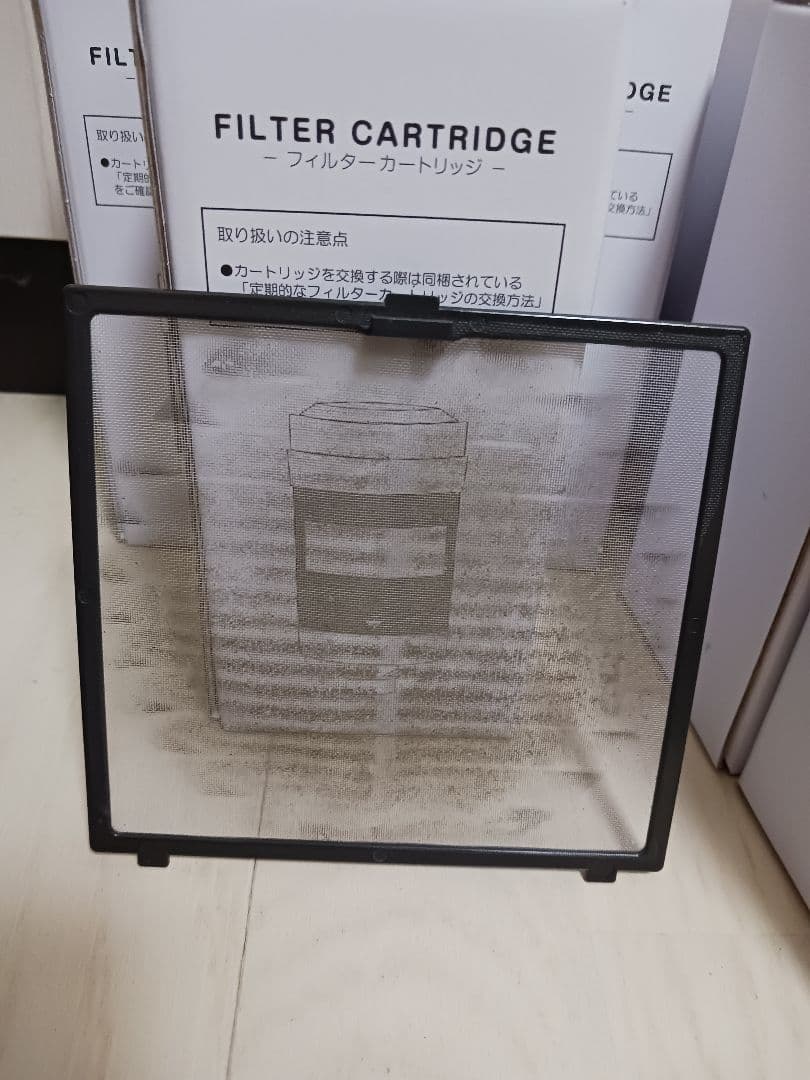 FILT
取り扱い
●カート
「定期的
をご確認
FILTER CARTRIDGE
− フィルターカートリッジ −
取り扱いの注意点
●カートリッジを交換する際は同梱されている
「定期的なフィルターカートリッジの交換方法」
DGE
ている
交換方法」